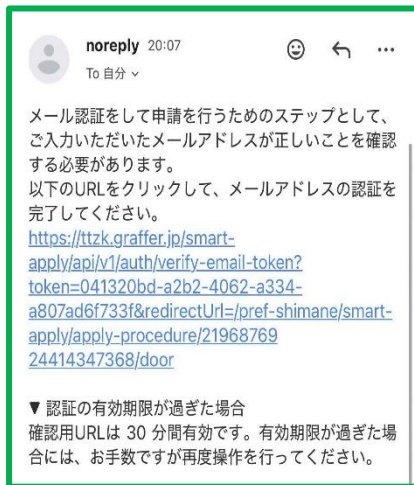 noreply 20:07
To 自分
メール認証をして申請を行うためのステップとして、
ご入力いただいたメールアドレスが正しいことを確認
する必要があります。
以下のURLをクリックして、メールアドレスの認証を
完了してください。
https://ttzk.graffer.jp/smart-
apply/api/v1/auth/verify-email-token?
token=041320bd-a2b2-4062-a334-
a807ad6f733f&redirectUrl=/pref-shimane/smart-
apply/apply-procedure/21968769
24414347368/door
▼ 認証の有効期限が過ぎた場合
確認用URLは 30 分間有効です。有効期限が過ぎた場
合には、お手数ですが再度操作を行ってください。